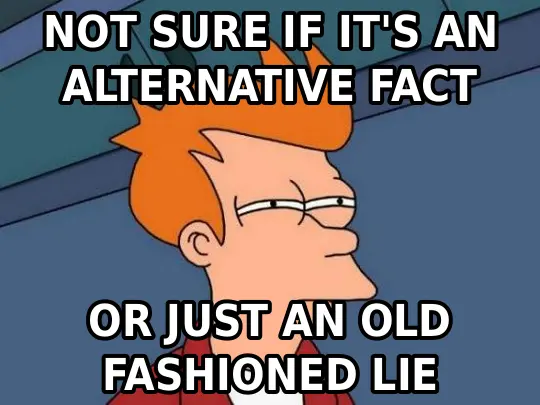 NOT SURE IF IT'S AN
ALTERNATIVE FACT
OR JUST AN OLD
FASHIONED LIE